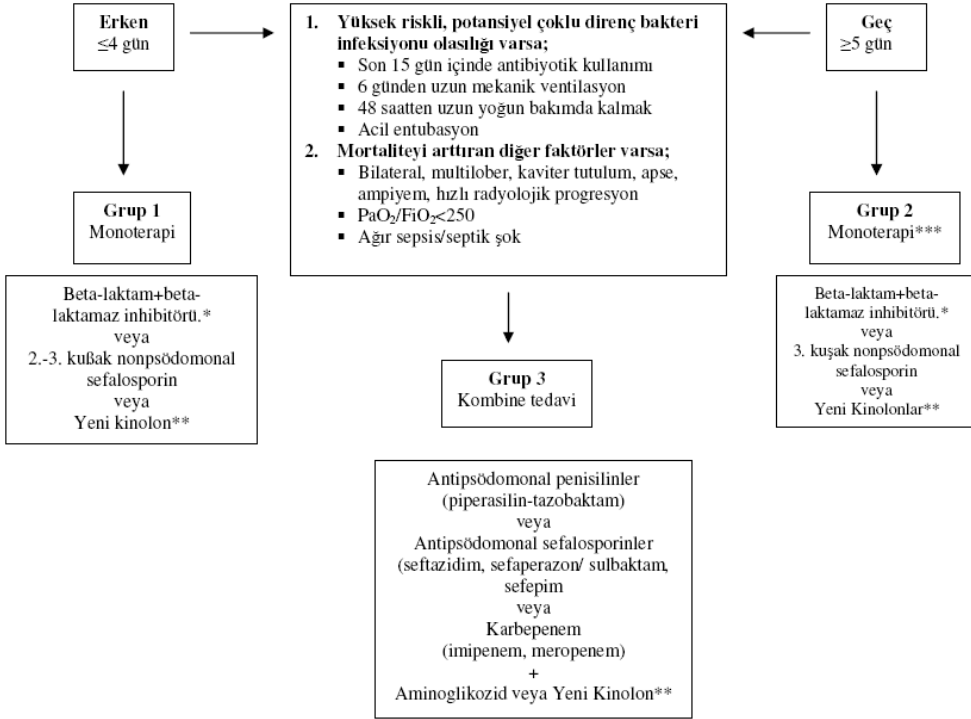 Erken
≤4 gün
1. Yüksek riskli, potansiyel çoklu direnç bakteri
infeksiyonu olasılığı varsa;
▪ Son 15 gün içinde antibiyotik kullanımı
▪ 6 günden uzun mekanik ventilasyon
▪ 48 saatten uzun yoğun bakımda kalmak
▪ Acil entubasyon
2. Mortaliteyi arttıran diğer faktörler varsa;
▪ Bilateral, multilober, kaviter tutulum, apse,
ampiyem, hızlı radyolojik progresyon
▪ PaO₂/FiO₂<250
▪ Ağır sepsis/septik şok
Geç
≥5 gün
Grup 1
Monoterapi
Grup 2
Monoterapi***
Beta-laktam+beta-
laktamaz inhibitörü.*
veya
2.-3. kußak nonpsödomonal
sefalosporin
veya
Yeni kinolon**
Beta-laktam+beta-
laktamaz inhibitörü.*
veya
3. kuşak nonpsödomonal
sefalosporin
veya
Yeni Kinolonlar**
Grup 3
Kombine tedavi
Antipsödomonal penisilinler
(piperasilin-tazobaktam)
veya
Antipsödomonal sefalosporinler
(seftazidim, sefaperazon/ sulbaktam,
sefepim
veya
Karbepenem
(imipenem, meropenem)
+
Aminoglikozid veya Yeni Kinolon**